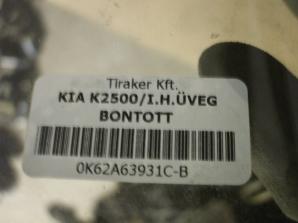 Tiraker Kft.
KIA K2500/I.H.ÜVEG
BONTOTT
0K62A63931C-B